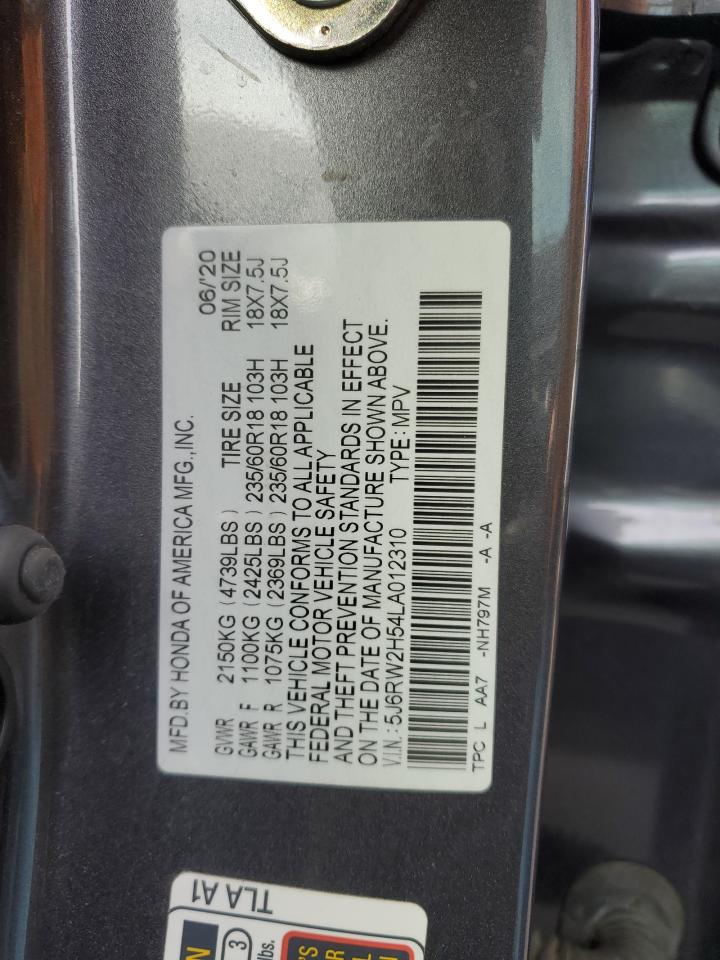 MFD.BY HONDA OF AMERICA MFG.,INC. 06/'20
GVWR 2150KG (4739LBS) TIRE SIZE RIM SIZE
GAWR F 1100KG (2425LBS) 235/60R18 103H 18X7.5J
GAWR R 1075KG (2369LBS) 235/60R18 103H 18X7.5J
THIS VEHICLE CONFORMS TO ALL APPLICABLE
FEDERAL MOTOR VEHICLE SAFETY
AND THEFT PREVENTION STANDARDS IN EFFECT
ON THE DATE OF MANUFACTURE SHOWN ABOVE.
V.I.N.: 5J6RW2H54LA012310 TYPE: MPV
TPC L AA7 -NH797M -A -A
TLA A1
N 3
lbs.
'S
R
L